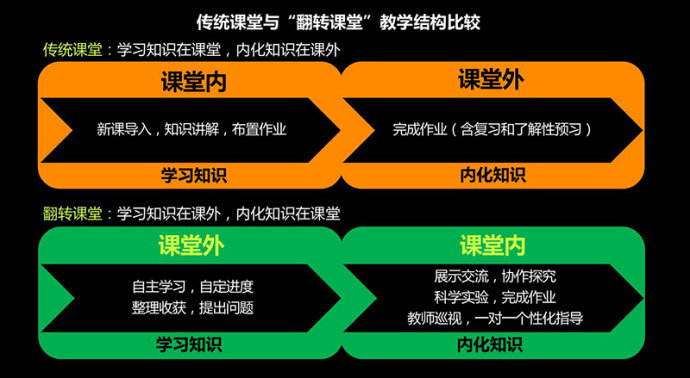 传统课堂与“翻转课堂”教学结构比较
传统课堂：学习知识在课堂，内化知识在课外
课堂内
课堂外
新课导入，知识讲解，布置作业
完成作业（含复习和了解性预习）
学习知识
内化知识
翻转课堂：学习知识在课外，内化知识在课堂
课堂外
课堂内
自主学习，自定进度
整理收获，提出问题
展示交流，协作探究
科学实验，完成作业
教师巡视，一对一个性化指导
学习知识
内化知识